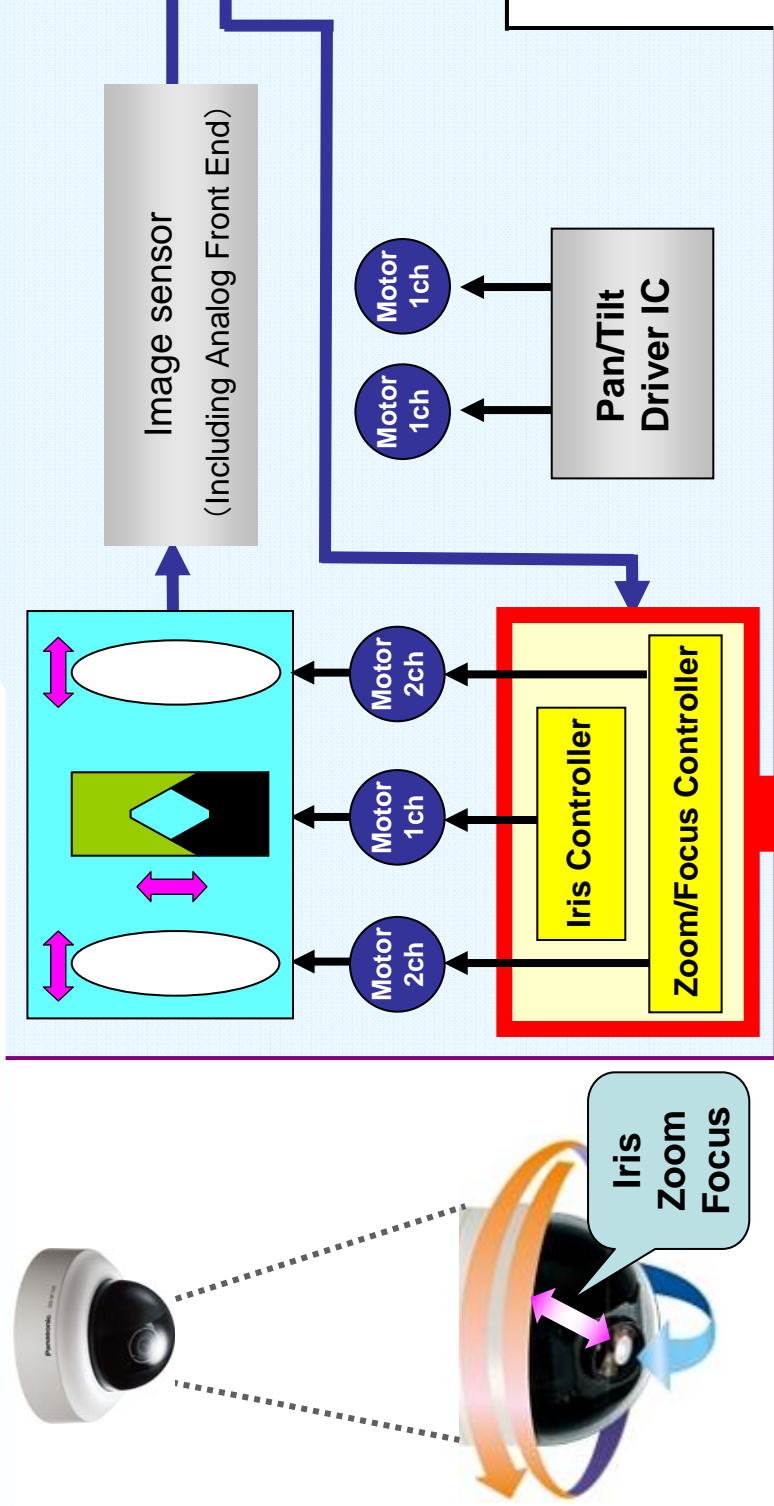 Panasonic
Iris
Zoom
Focus
Image sensor
（Including Analog Front End）
Motor
2ch
Motor
1ch
Motor
2ch
Motor
1ch
Motor
1ch
Iris Controller
Zoom/Focus Controller
Pan/Tilt
Driver IC